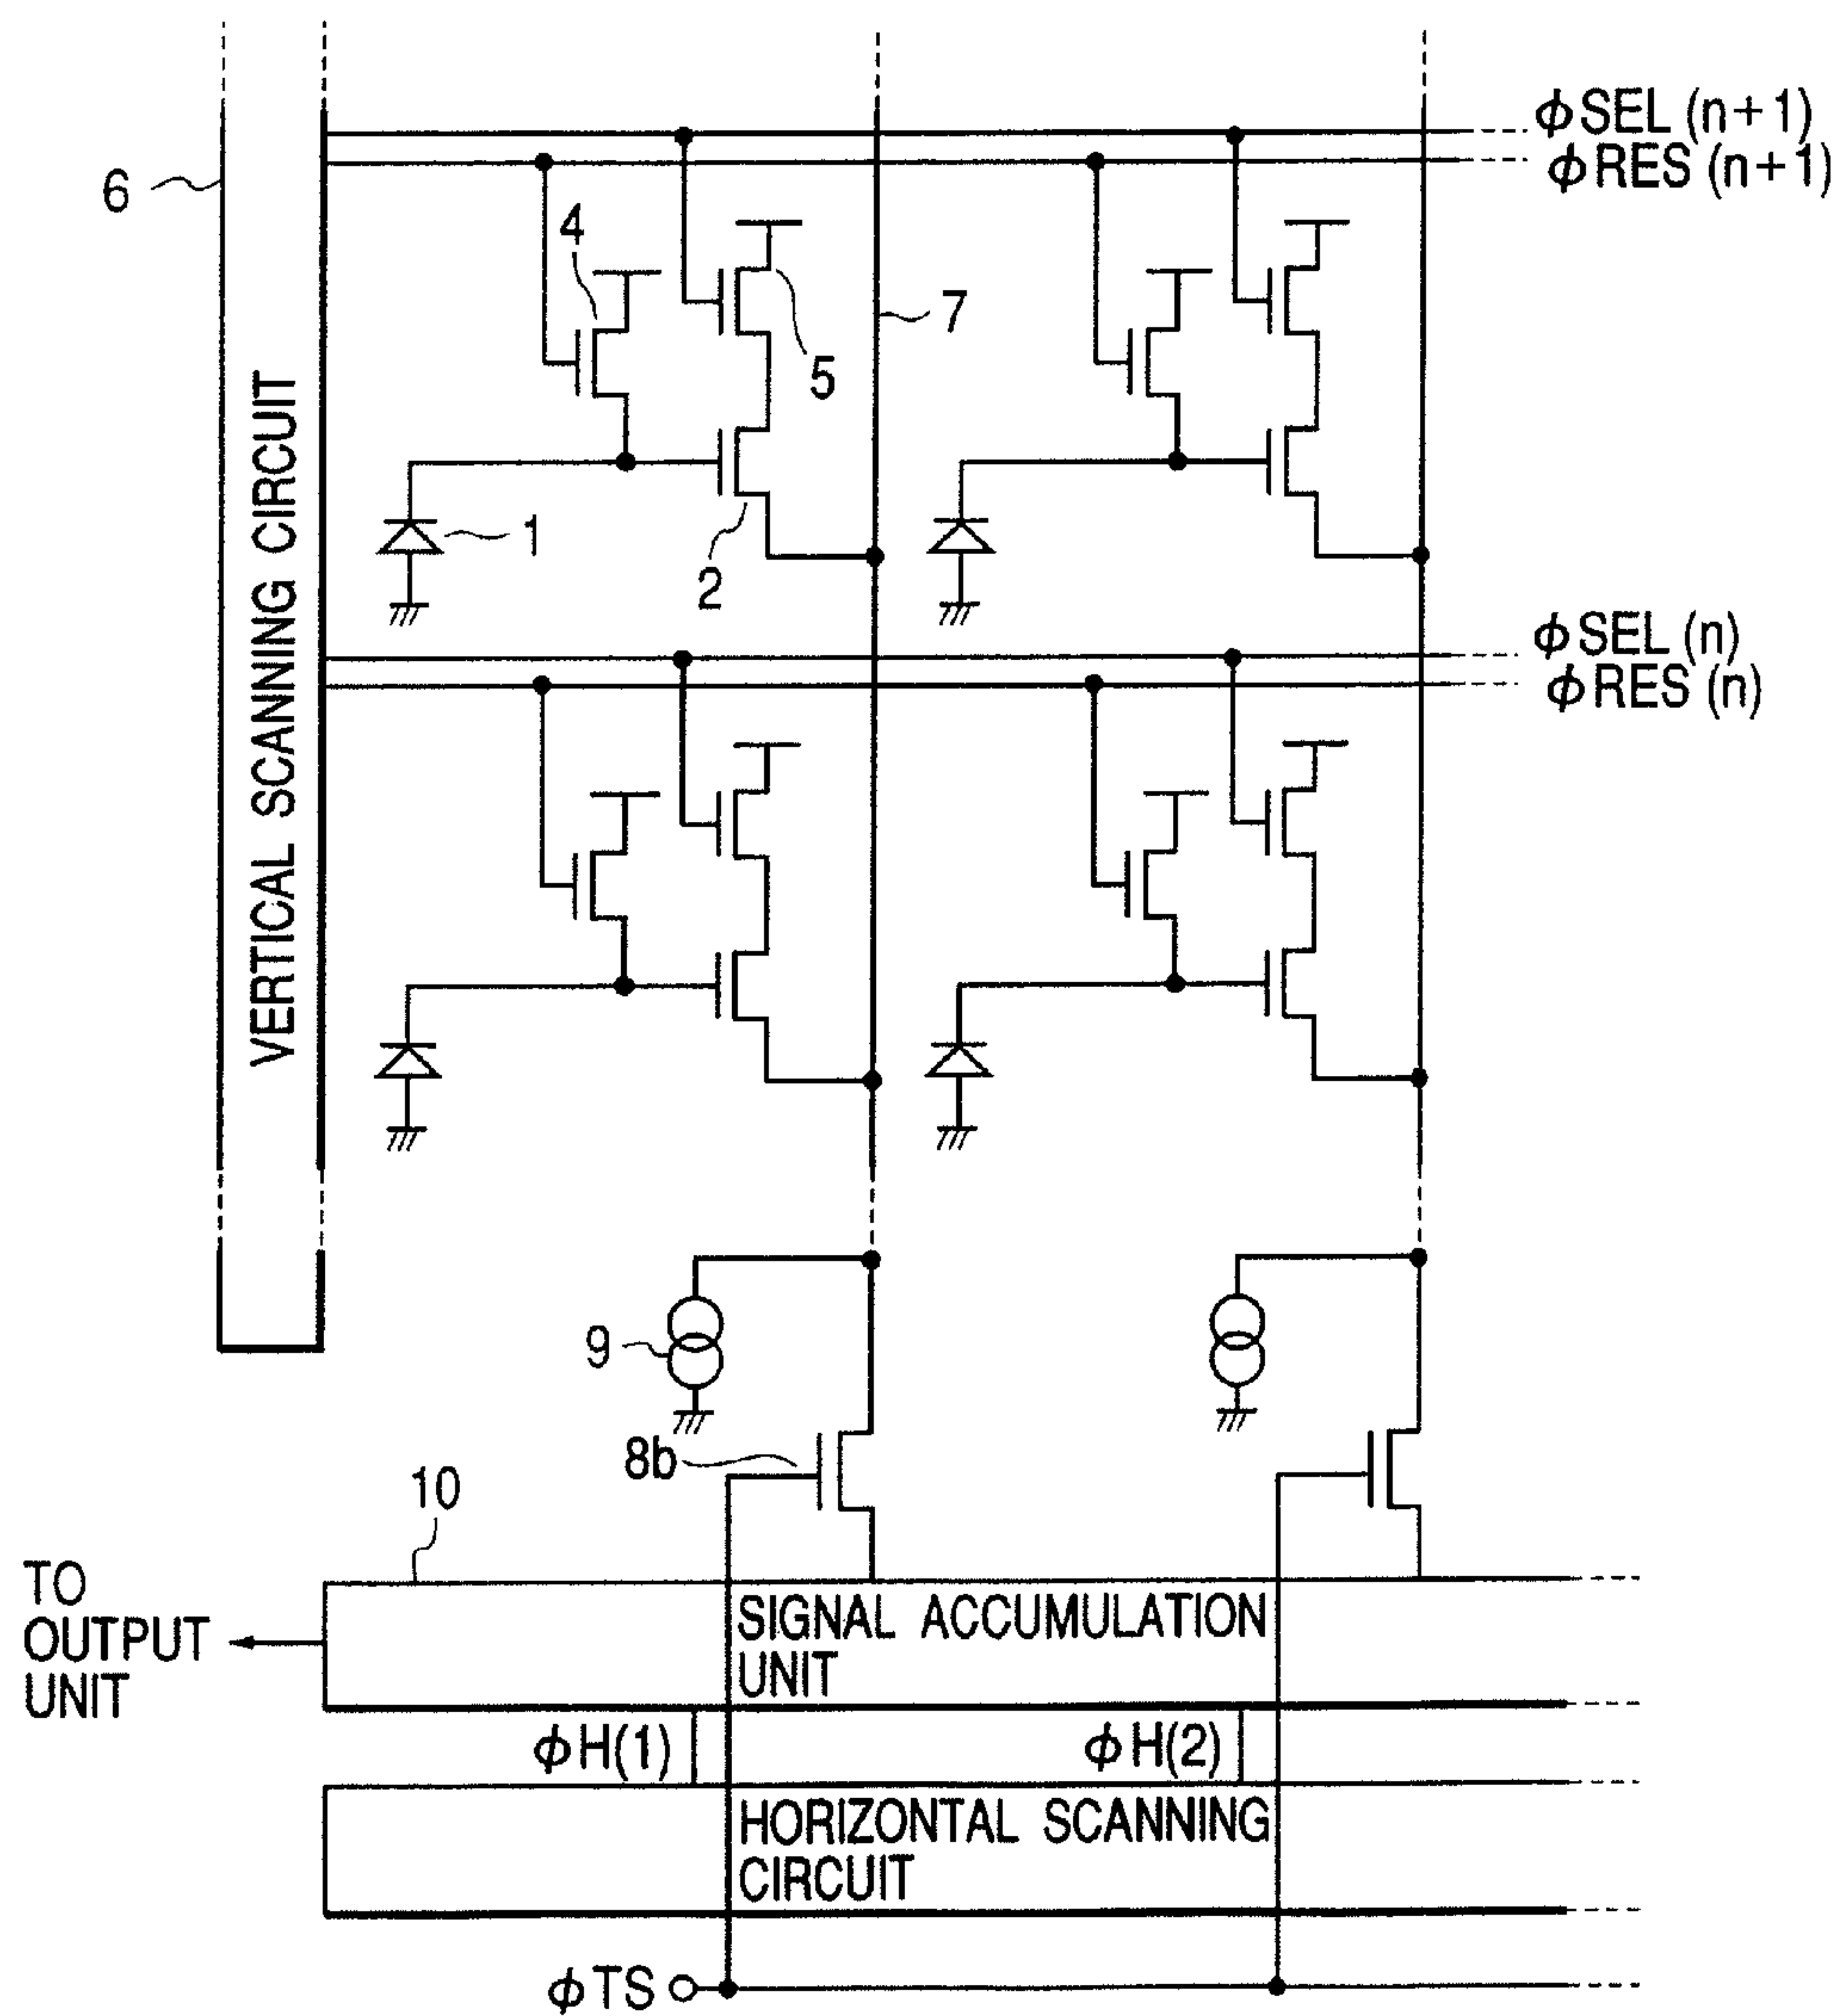 ϕSEL (n+1)
ϕRES (n+1)
6
4
7
5
VERTICAL SCANNING CIRCUIT
1
2
ϕSEL (n)
ϕRES (n)
9
8b
10
TO
OUTPUT
UNIT
SIGNAL ACCUMULATION
UNIT
ϕH(1)
ϕH(2)
HORIZONTAL SCANNING
CIRCUIT
ϕTS